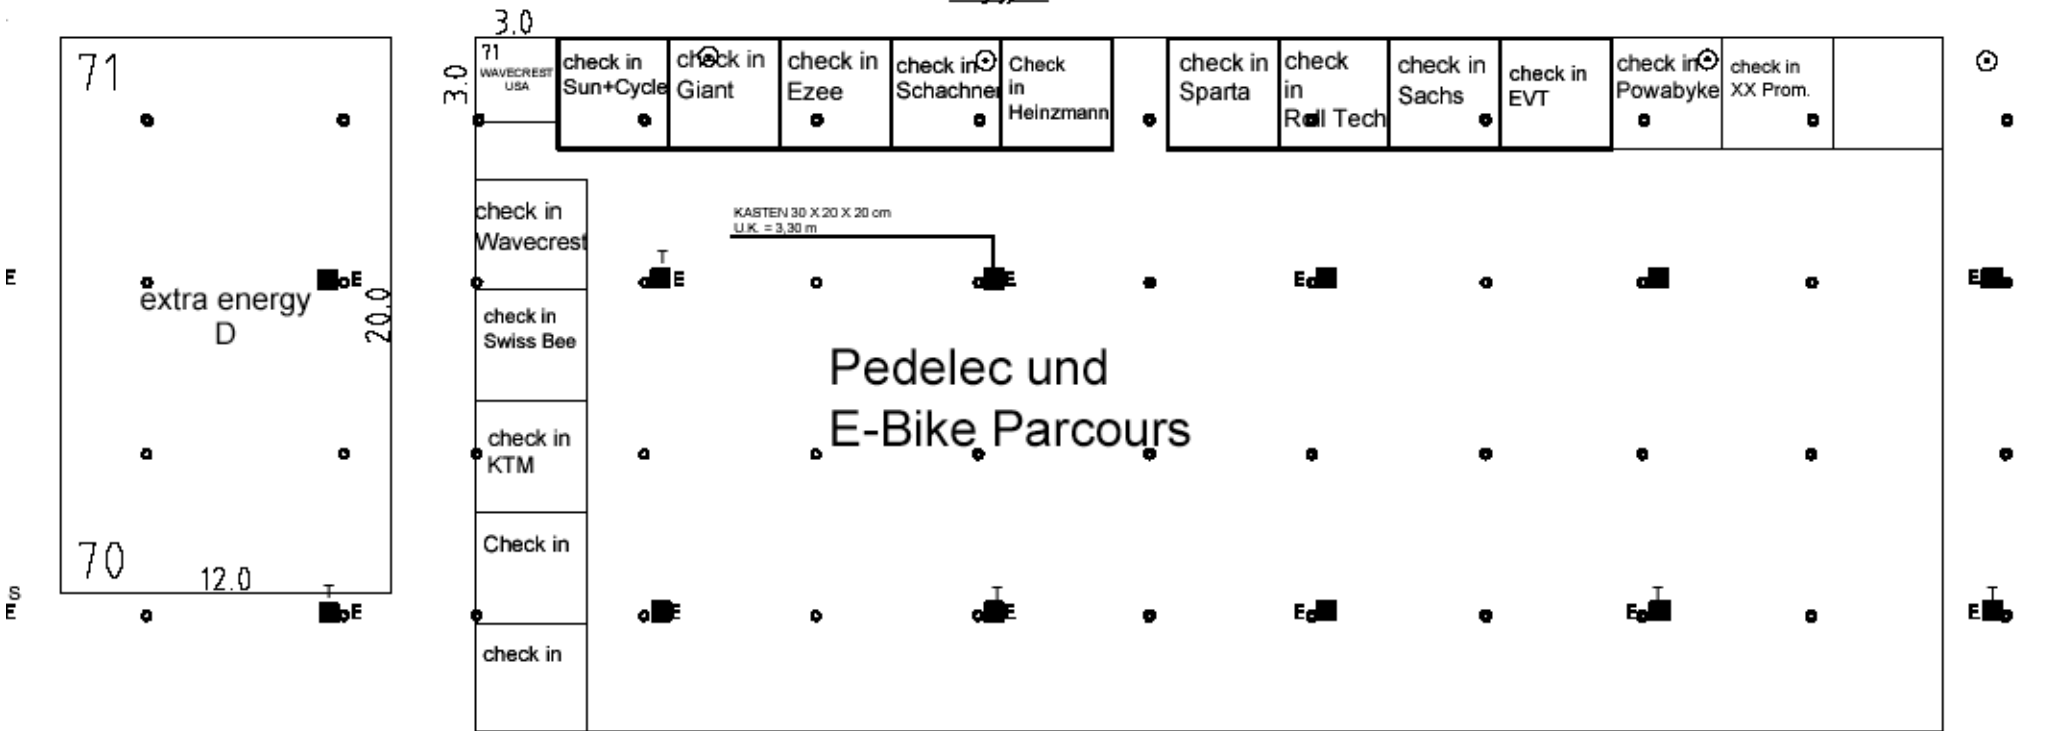 3.0
71
3.0
71
WAVECREST
USA
check in
Sun+Cycle
check in
Giant
check in
Ezee
check in
Schachner
Check
in
Heinzmann
check in
Sparta
check
in
Roll Tech
check in
Sachs
check in
EVT
check in
Powabyke
check in
XX Prom.
check in
Wavecrest
KASTEN 30 X 20 X 20 cm
U.K. = 3,30 m
T
E
E
E
E
E
E
extra energy
D
20.0
check in
Swiss Bee
Pedelec und
E-Bike Parcours
check in
KTM
70
12.0
Check in
S
E
T
E
E
T
E
E
T
E
T
E
check in